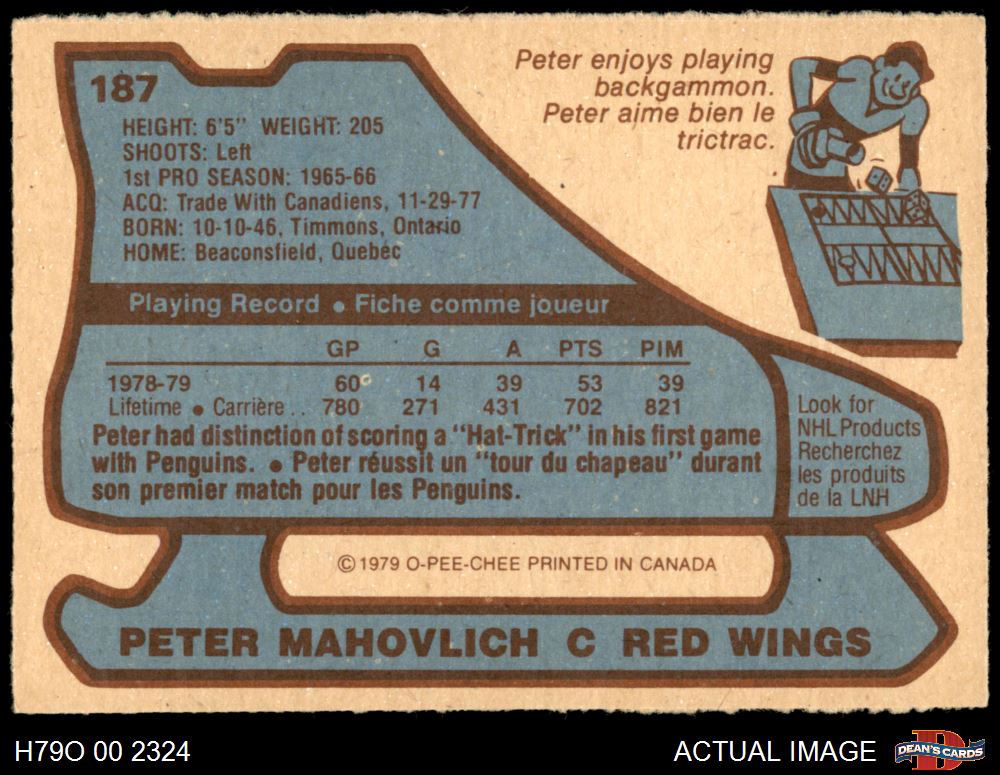 187
Peter enjoys playing
backgammon.
Peter aime bien le
trictrac.
HEIGHT: 6'5" WEIGHT: 205
SHOOTS: Left
1st PRO SEASON: 1965-66
ACQ: Trade With Canadiens, 11-29-77
BORN: 10-10-46, Timmons, Ontario
HOME: Beaconsfield, Quebec
Playing Record ● Fiche comme joueur
GP G A PTS PIM
1978-79 60 14 39 53 39
Lifetime ● Carrière .. 780 271 431 702 821
Peter had distinction of scoring a "Hat-Trick" in his first game
with Penguins. ● Peter réussit un "tour du chapeau" durant
son premier match pour les Penguins.
Look for
NHL Products
Recherchez
les produits
de la LNH
©1979 O-PEE-CHEE PRINTED IN CANADA
PETER MAHOVLICH C RED WINGS
H79O 00 2324
ACTUAL IMAGE
D
DEAN'S CARDS